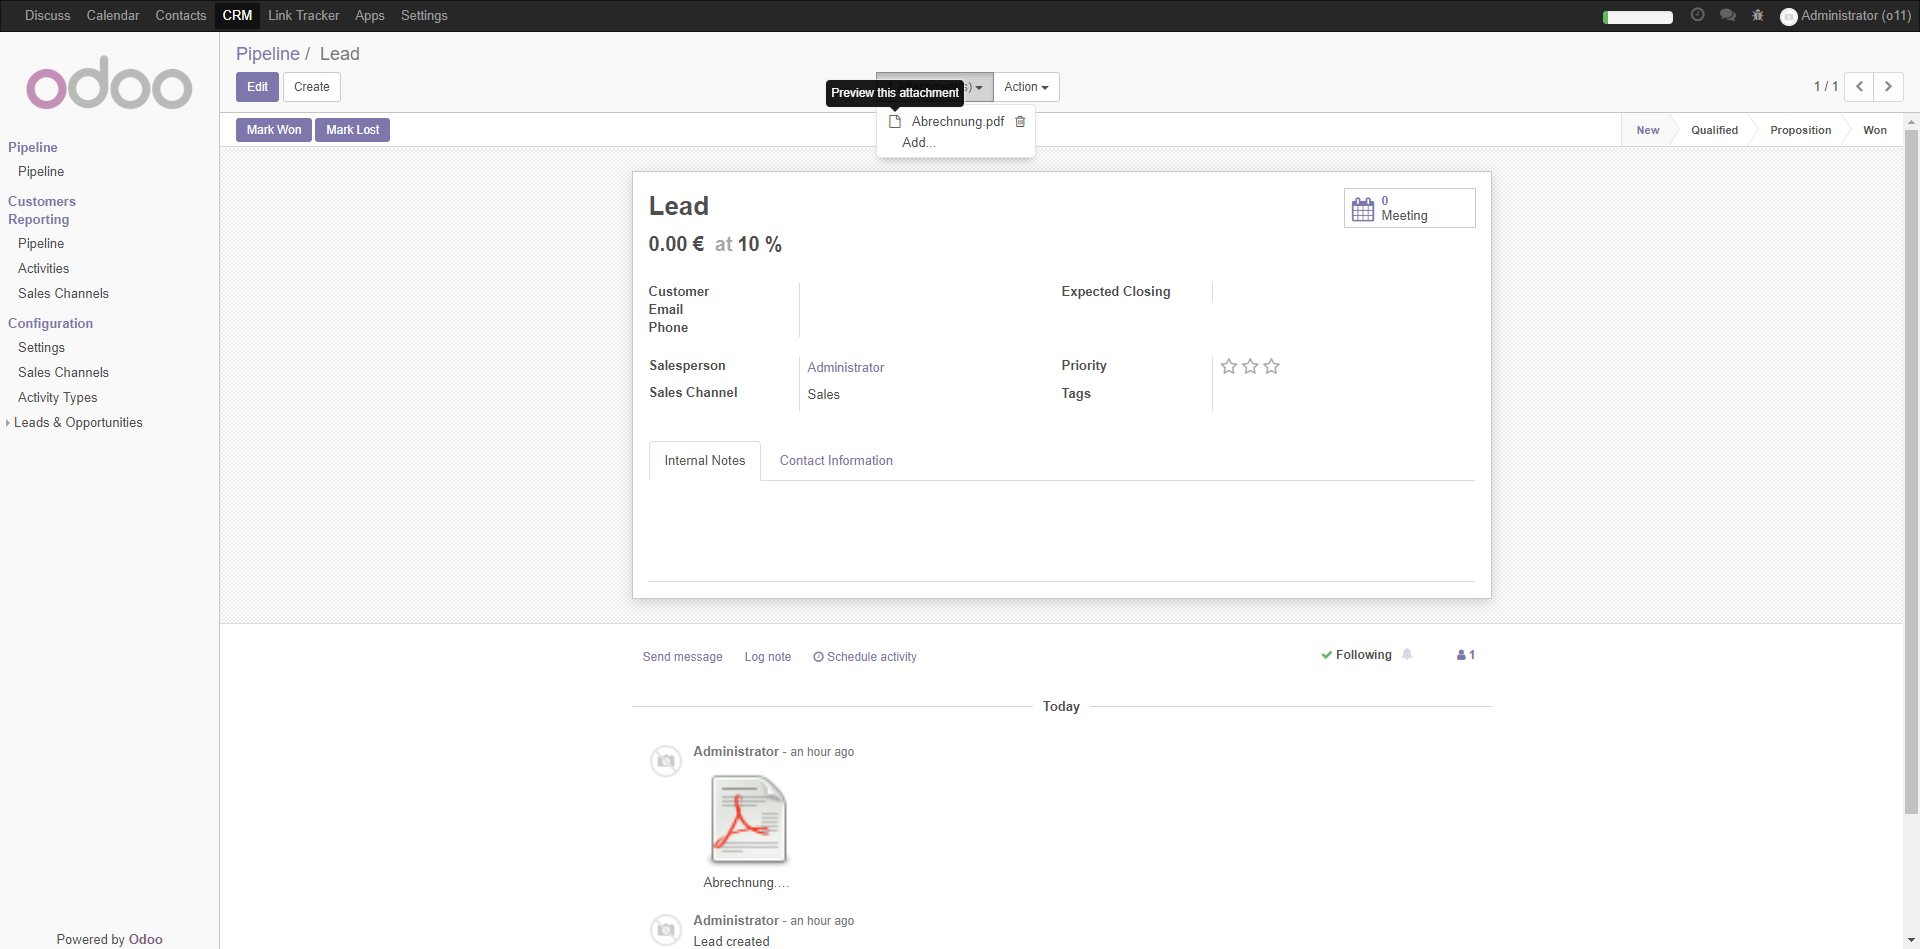 Discuss Calendar Contacts CRM Link Tracker Apps Settings
Administrator (o11)
odoo
Pipeline
Pipeline
Customers
Reporting
Pipeline
Activities
Sales Channels
Configuration
Settings
Sales Channels
Activity Types
Leads & Opportunities
Powered by Odoo
Pipeline / Lead
Edit Create
Preview this attachment
s)
Action
1 / 1
Abrechnung.pdf
Add...
Mark Won Mark Lost
New Qualified Proposition Won
Lead
0 Meeting
0.00 € at 10 %
Customer
Email
Phone
Expected Closing
Salesperson Administrator
Sales Channel Sales
Priority
Tags
Internal Notes Contact Information
Send message Log note Schedule activity
Following
1
Today
Administrator - an hour ago
Abrechnung....
Administrator - an hour ago
Lead created